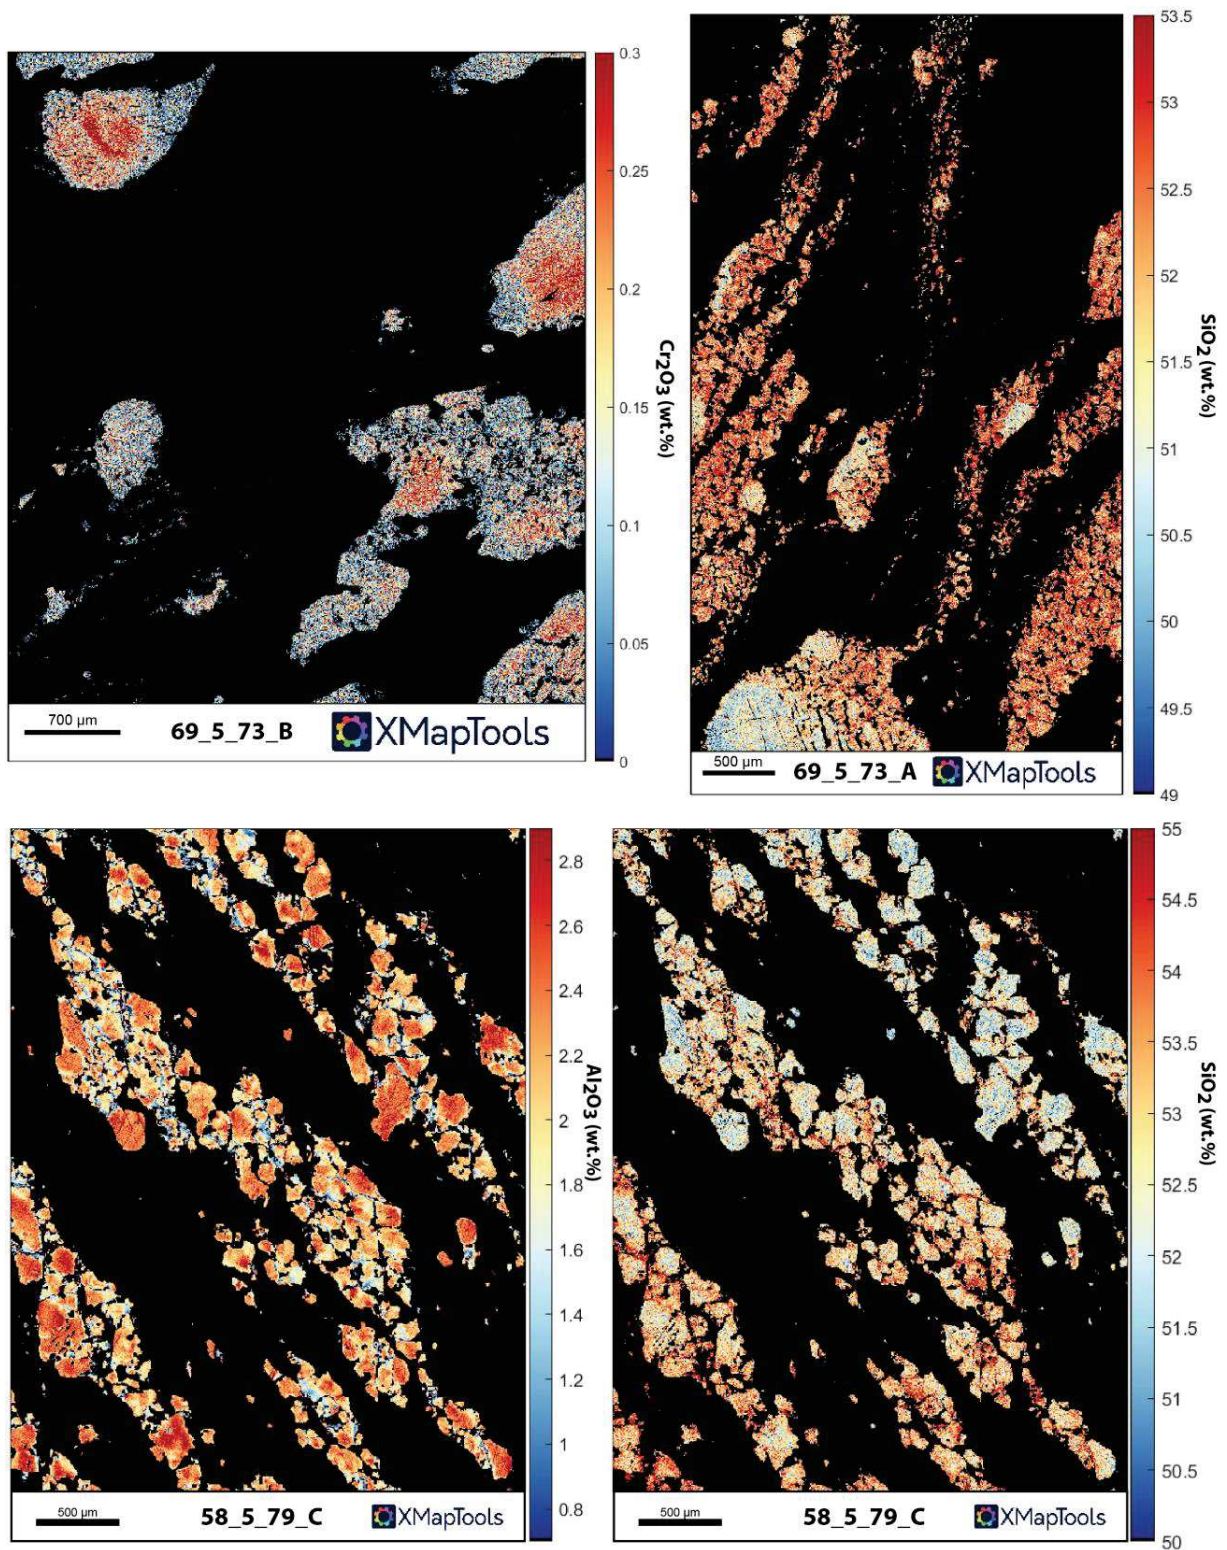 0.3
0.25
0.2
0.15
0.1
0.05
0
Cr₂O₃ (wt.%)
700 µm
69_5_73_B
XMapTools
53.5
53
52.5
52
51.5
51
50.5
50
49.5
49
SiO₂ (wt.%)
500 µm
69_5_73_A
XMapTools
2.8
2.6
2.4
2.2
2
1.8
1.6
1.4
1.2
1
0.8
Al₂O₃ (wt.%)
500 µm
58_5_79_C
XMapTools
55
54.5
54
53.5
53
52.5
52
51.5
51
50.5
50
SiO₂ (wt.%)
500 µm
58_5_79_C
XMapTools